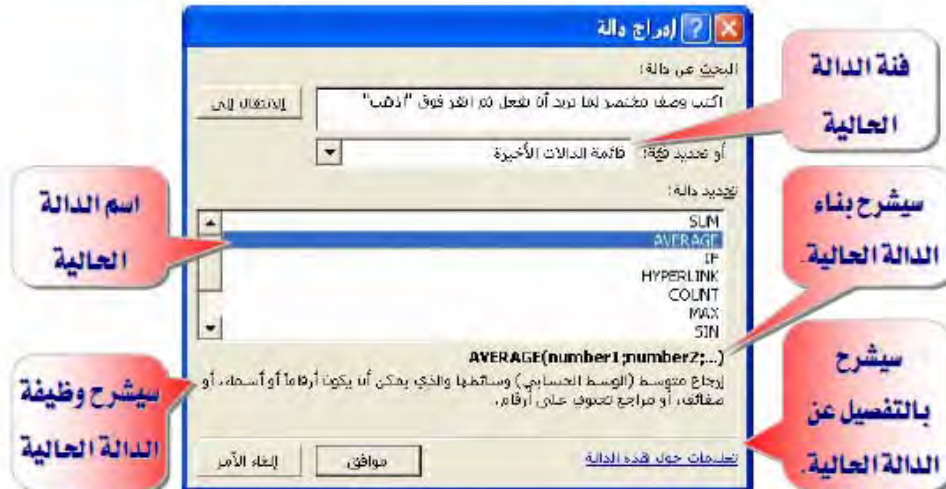 إدراج دالة
البحث عن دالة:
اكتب وصف مختصر لما تريد أن تفعل ثم انقر فوق "اذهب"
الانتقال إلى
أو تحديد فئة:
قائمة الدالات الأخيرة
تحديد دالة:
SUM
AVERAGE
IF
HYPERLINK
COUNT
MAX
SIN
AVERAGE(number1;number2;...)
إرجاع متوسط (الوسط الحسابي) وسائطها والذي يمكن أن يكون أرقاماً أو أسماء، أو
صفائف، أو مراجع تحتوي على أرقام.
تعليمات حول هذه الدالة
موافق
إلغاء الأمر
فئة الدالة
الحالية
سيشرح بناء
الدالة الحالية.
سيشرح
بالتفصيل عن
الدالة الحالية.
اسم الدالة
الحالية
سيشرح وظيفة
الدالة الحالية